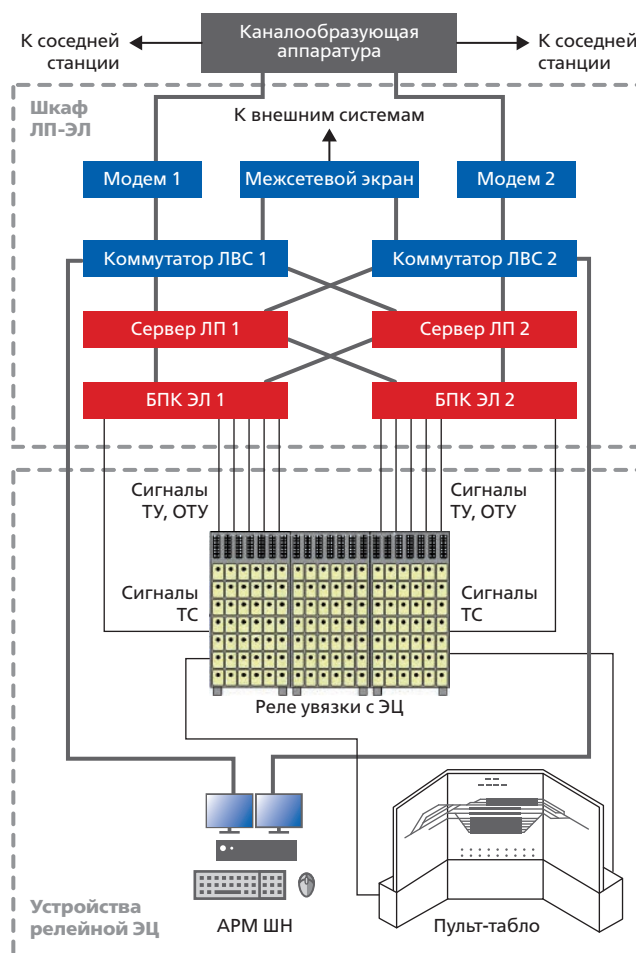 Каналообразующая
аппаратура
К соседней
станции
К соседней
станции
Шкаф
ЛП-ЭЛ
К внешним системам
Модем 1
Межсетевой экран
Модем 2
Коммутатор ЛВС 1
Коммутатор ЛВС 2
Сервер ЛП 1
Сервер ЛП 2
БПК ЭЛ 1
БПК ЭЛ 2
Сигналы
ТУ, ОТУ
Сигналы
ТУ, ОТУ
Сигналы
ТС
Сигналы
ТС
Реле увязки с ЭЦ
Устройства
релейной ЭЦ
АРМ ШН
Пульт-табло